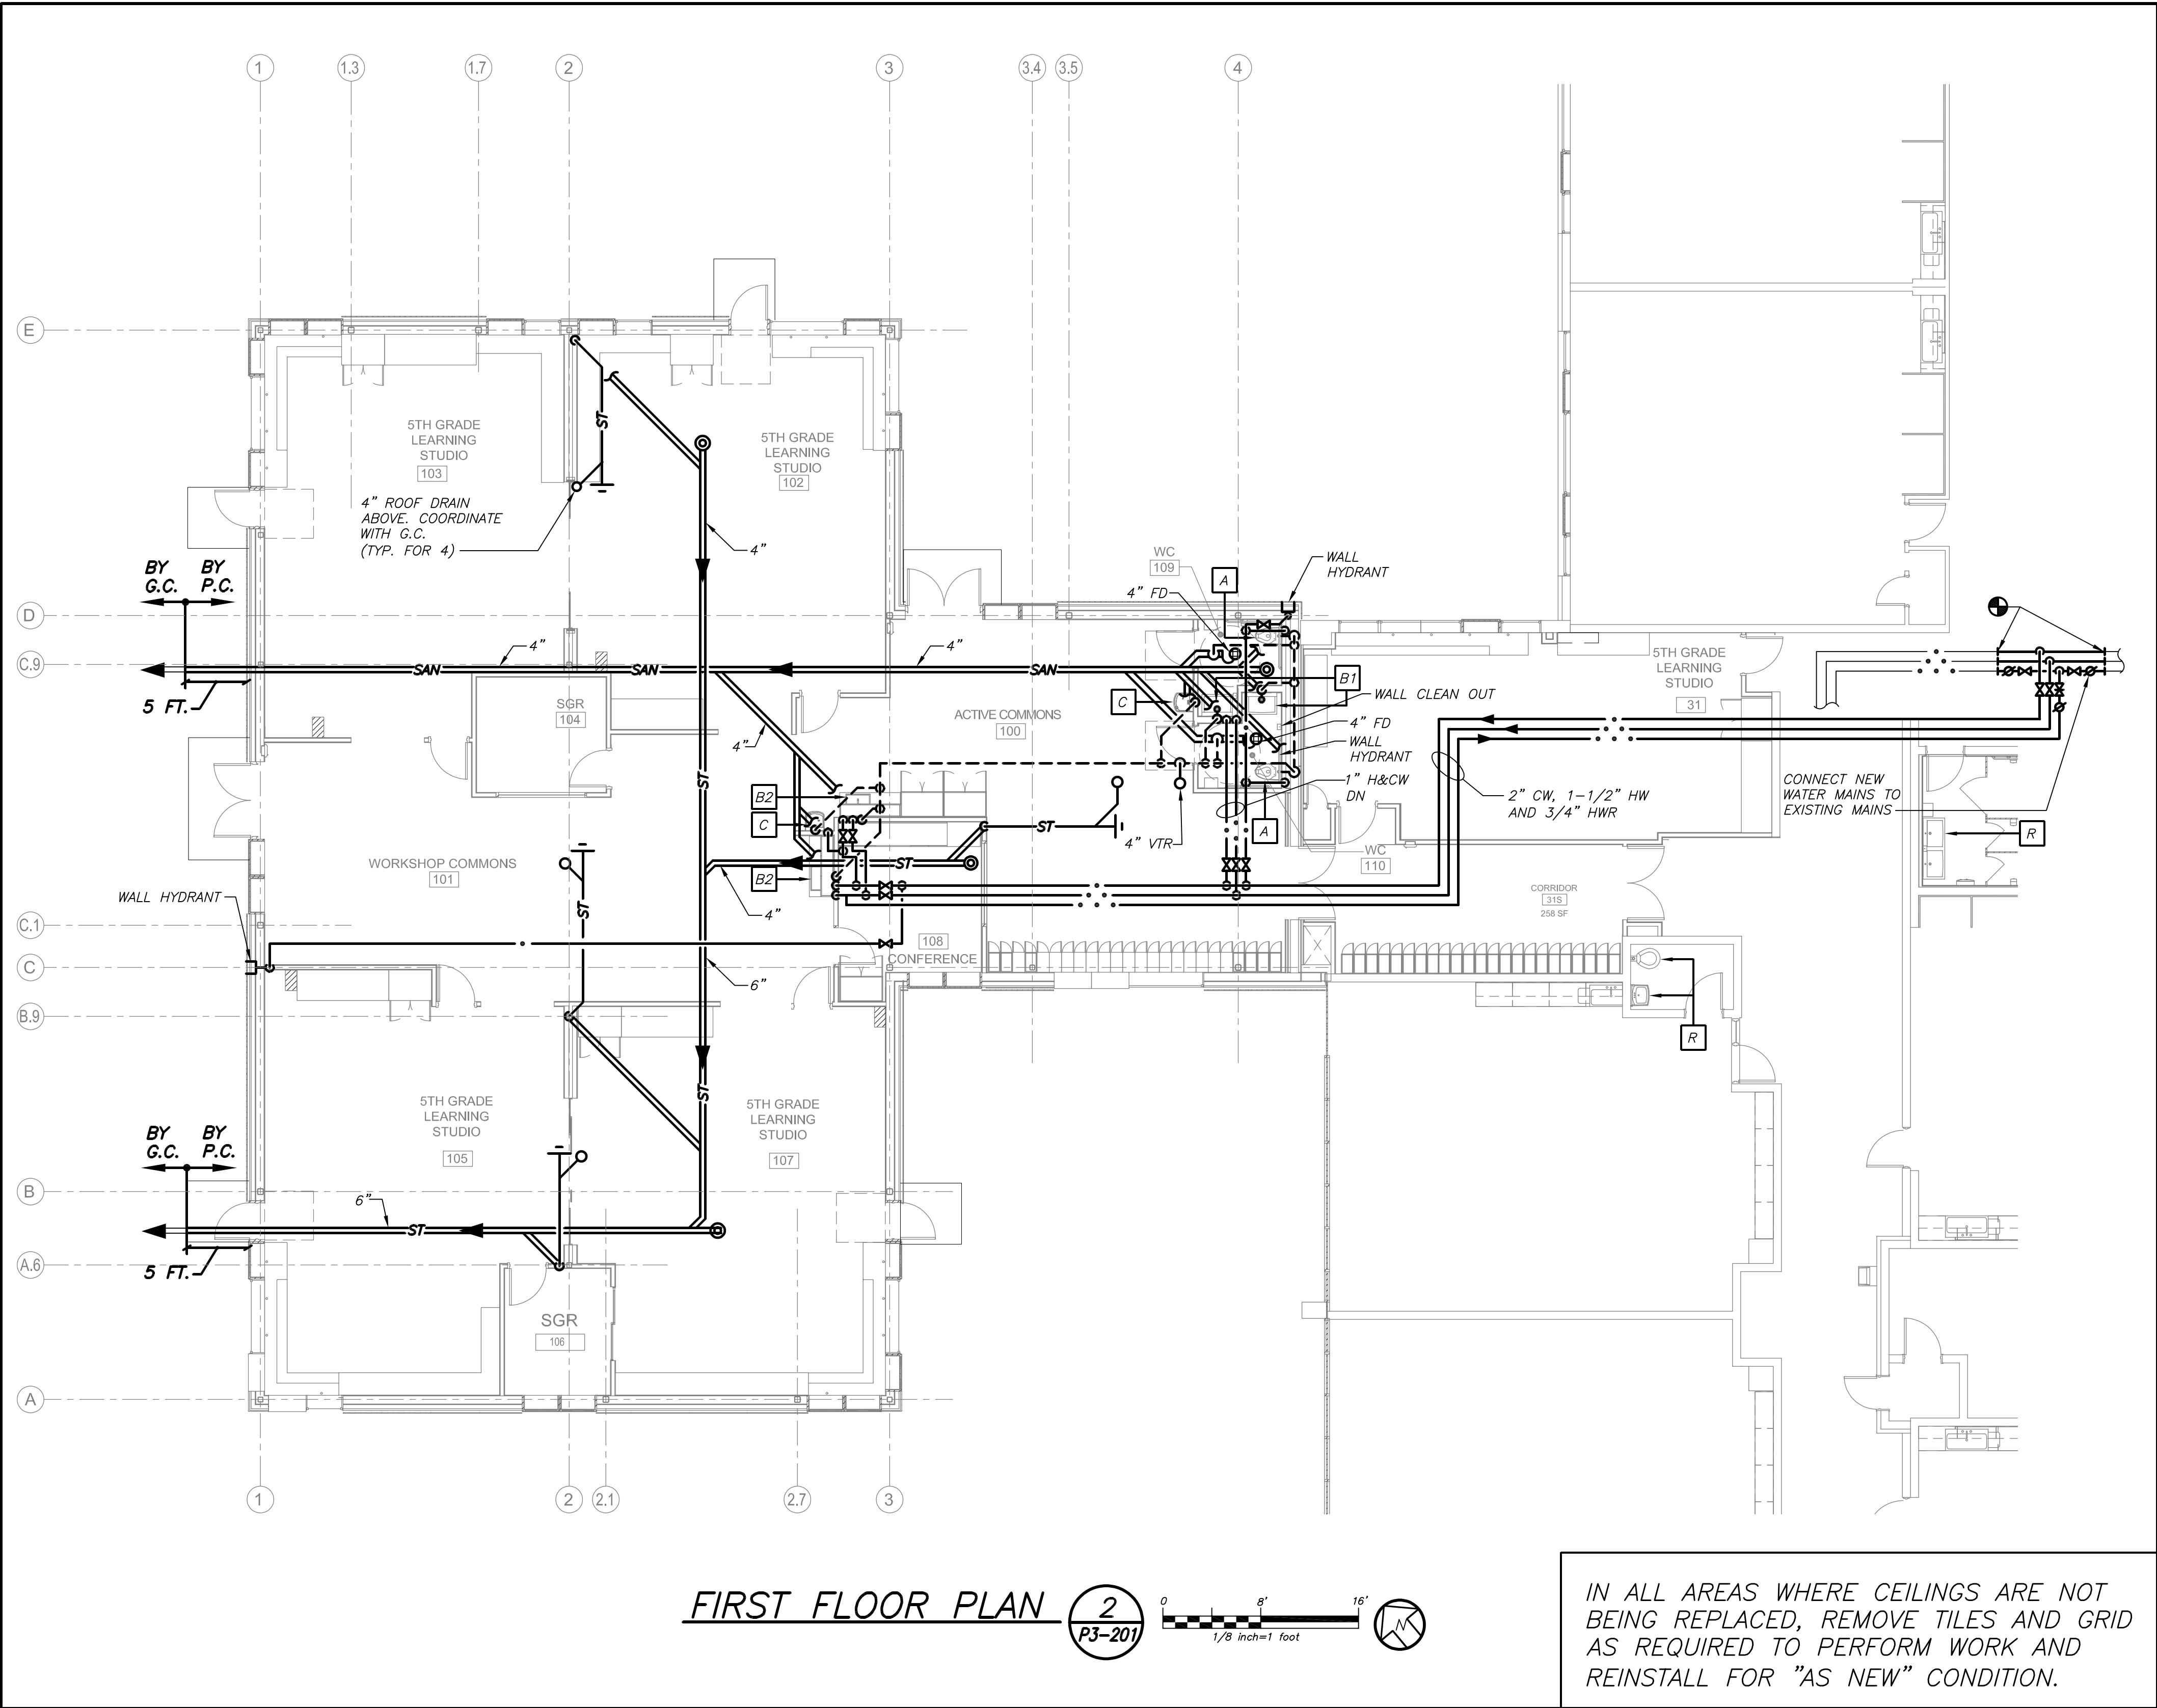 1
1.3
1.7
2
3
3.4
3.5
4
E
5TH GRADE
LEARNING
STUDIO
103
ST
5TH GRADE
LEARNING
STUDIO
102
4" ROOF DRAIN
ABOVE. COORDINATE
WITH G.C.
(TYP. FOR 4)
4"
BY
G.C.
BY
P.C.
WC
109
A
WALL
HYDRANT
4" FD
D
C.9
4"
SAN
SAN
4"
SAN
5 FT.
SGR
104
ACTIVE COMMONS
100
C
B1
WALL CLEAN OUT
4" FD
WALL
HYDRANT
5TH GRADE
LEARNING
STUDIO
31
4"
ST
B2
C
B2
ST
ST
4" VTR
1" H&CW
DN
A
WC
110
2" CW, 1-1/2" HW
AND 3/4" HWR
CONNECT NEW
WATER MAINS TO
EXISTING MAINS
R
WORKSHOP COMMONS
101
4"
ST
CORRIDOR
31S
258 SF
WALL HYDRANT
C.1
C
108
CONFERENCE
6"
B.9
R
ST
5TH GRADE
LEARNING
STUDIO
105
5TH GRADE
LEARNING
STUDIO
107
BY
G.C.
BY
P.C.
B
6"
ST
A.6
5 FT.
SGR
106
A
1
2
2.1
2.7
3
FIRST FLOOR PLAN
2
P3-201
0
8'
16'
1/8 inch=1 foot
N
IN ALL AREAS WHERE CEILINGS ARE NOT
BEING REPLACED, REMOVE TILES AND GRID
AS REQUIRED TO PERFORM WORK AND
REINSTALL FOR "AS NEW" CONDITION.